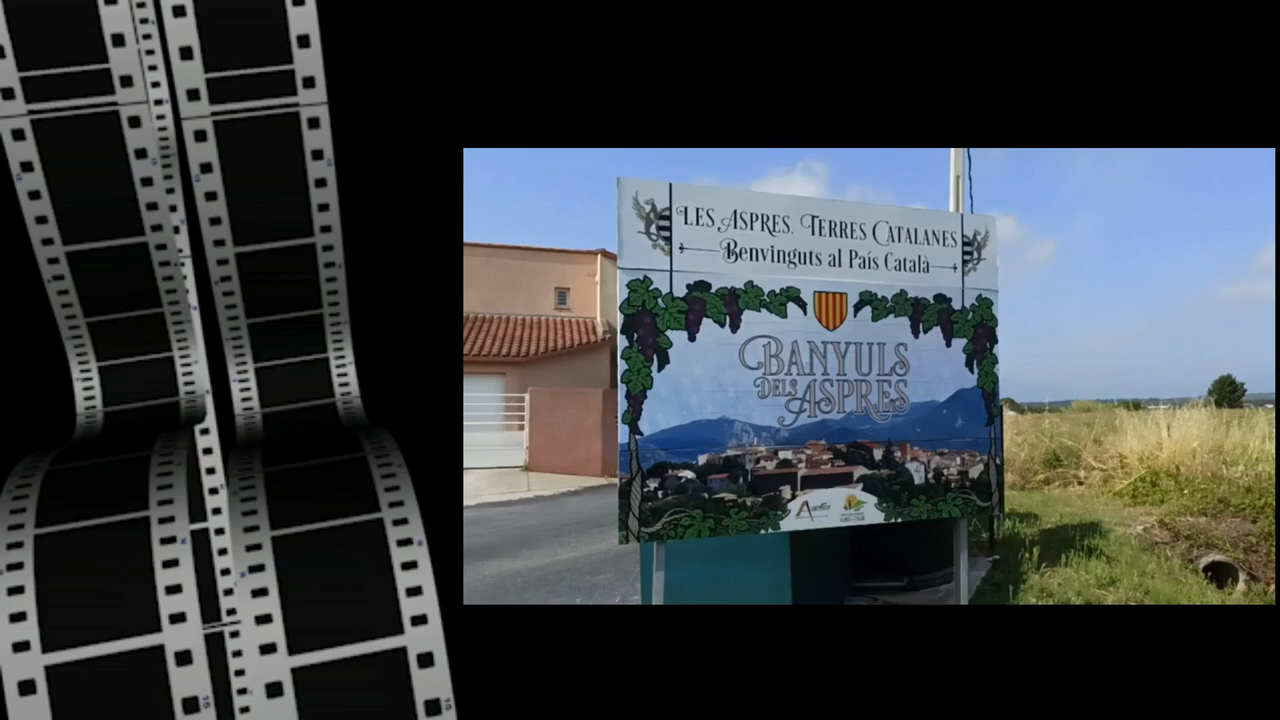 LES ASPRES. TERRES CATALANES
Benvinguts al País Català
BANYULS
DELS
ASPRES